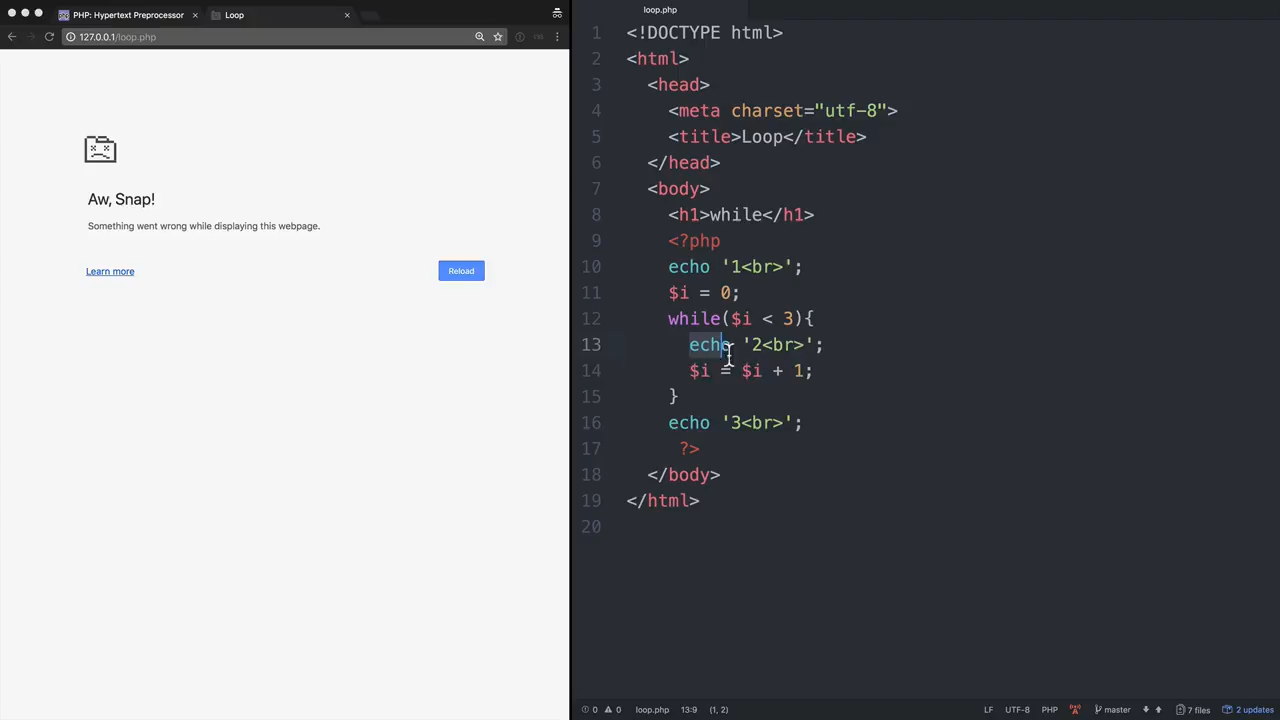 PHP: Hypertext Preprocessor
Loop
127.0.0.1/loop.php
Aw, Snap!
Something went wrong while displaying this webpage.
Learn more
Reload
loop.php
1 <!DOCTYPE html>
2 <html>
3 <head>
4 <meta charset="utf-8">
5 <title>Loop</title>
6 </head>
7 <body>
8 <h1>while</h1>
9 <?php
10 echo '1<br>';
11 $i = 0;
12 while($i < 3){
13 echo '2<br>';
14 $i = $i + 1;
15 }
16 echo '3<br>';
17 ?>
18 </body>
19 </html>
20
0 0 loop.php 13:9 (1, 2) LF UTF-8 PHP master 7 files 2 updates